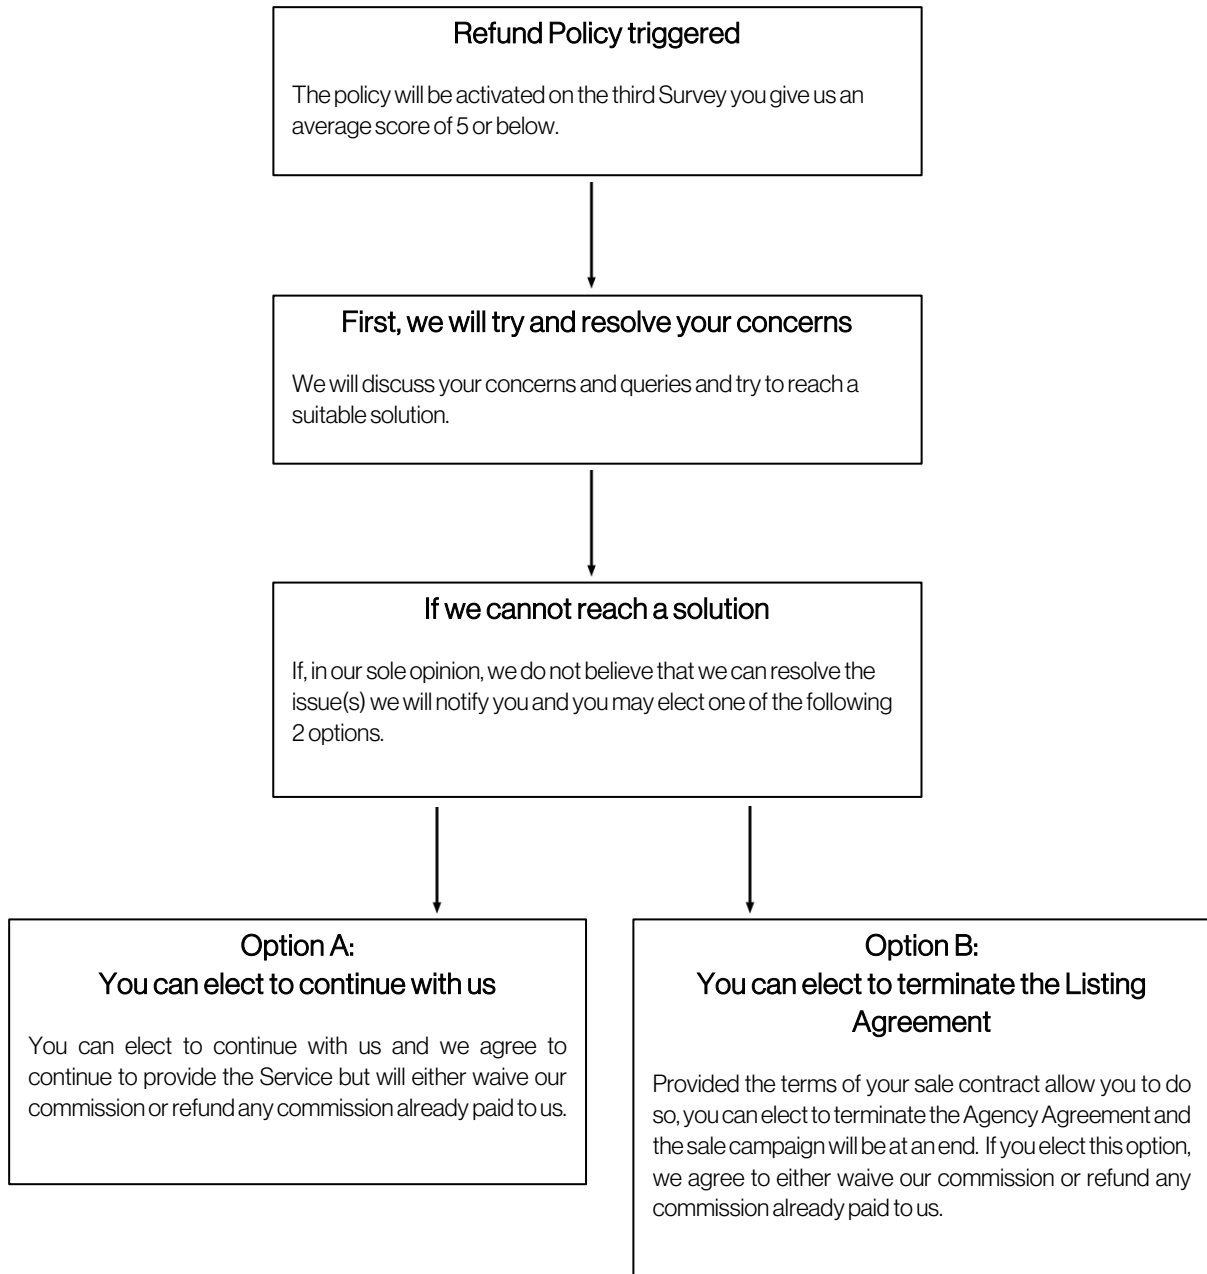 Refund Policy triggered
The policy will be activated on the third Survey you give us an
average score of 5 or below.
First, we will try and resolve your concerns
We will discuss your concerns and queries and try to reach a
suitable solution.
If we cannot reach a solution
If, in our sole opinion, we do not believe that we can resolve the
issue(s) we will notify you and you may elect one of the following
2 options.
Option A:
You can elect to continue with us
You can elect to continue with us and we agree to
continue to provide the Service but will either waive our
commission or refund any commission already paid to us.
Option B:
You can elect to terminate the Listing
Agreement
Provided the terms of your sale contract allow you to do
so, you can elect to terminate the Agency Agreement and
the sale campaign will be at an end. If you elect this option,
we agree to either waive our commission or refund any
commission already paid to us.